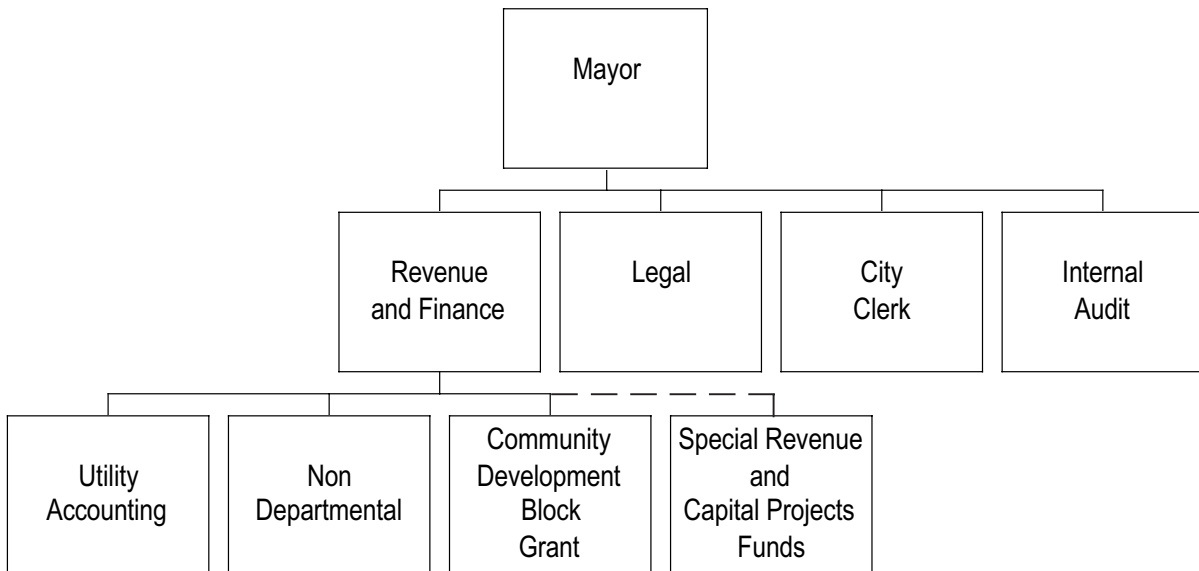 Mayor
Revenue
and Finance
Legal
City
Clerk
Internal
Audit
Utility
Accounting
Non
Departmental
Community
Development
Block
Grant
Special Revenue
and
Capital Projects
Funds